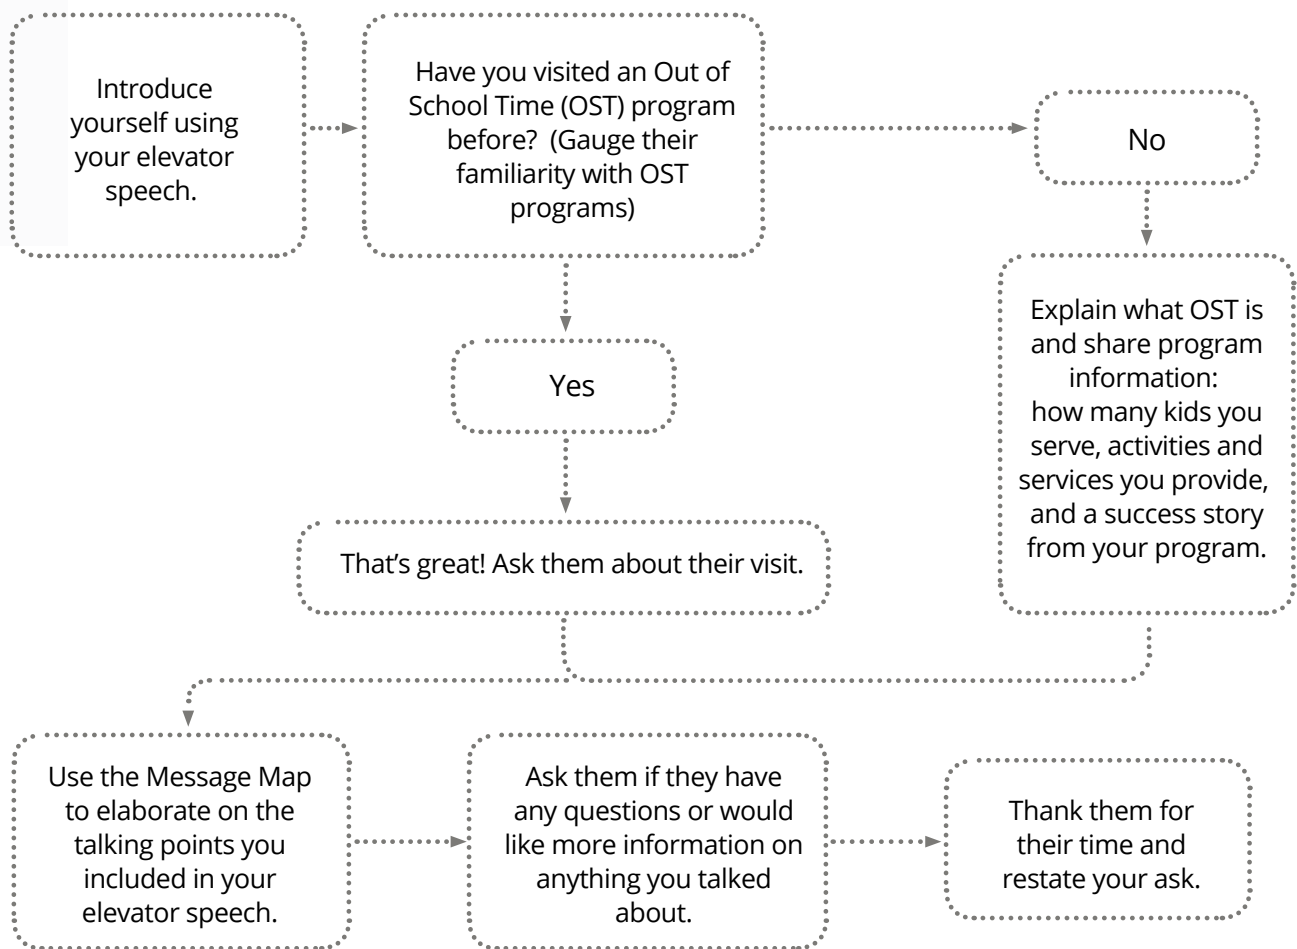 Introduce
yourself using
your elevator
speech.
Have you visited an Out of
School Time (OST) program
before?  (Gauge their
familiarity with OST
programs)
No
Yes
Explain what OST is
and share program
information:
how many kids you
serve, activities and
services you provide,
and a success story
from your program.
That’s great! Ask them about their visit.
Use the Message Map
to elaborate on the
talking points you
included in your
elevator speech.
Ask them if they have
any questions or would
like more information on
anything you talked
about.
Thank them for
their time and
restate your ask.